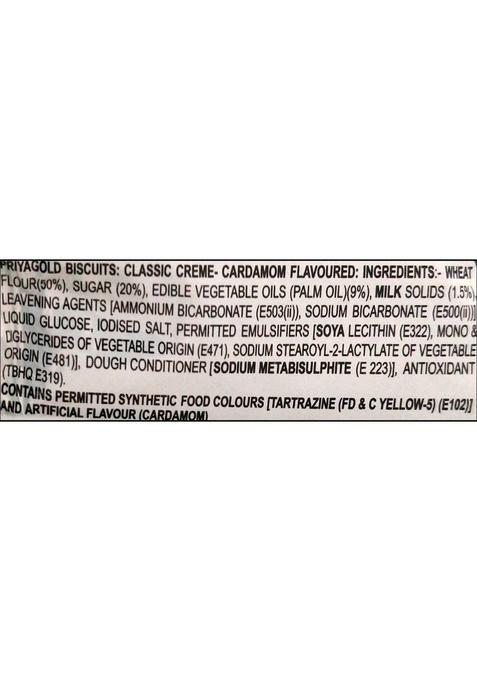 PRIYAGOLD BISCUITS: CLASSIC CREME- CARDAMOM FLAVOURED: INGREDIENTS:- WHEAT
FLOUR(50%), SUGAR (20%), EDIBLE VEGETABLE OILS (PALM OIL)(9%), MILK SOLIDS (1.5%),
LEAVENING AGENTS [AMMONIUM BICARBONATE (E503(ii)), SODIUM BICARBONATE (E500(ii))]
LIQUID GLUCOSE, IODISED SALT, PERMITTED EMULSIFIERS [SOYA LECITHIN (E322), MONO &
DIGLYCERIDES OF VEGETABLE ORIGIN (E471), SODIUM STEAROYL-2-LACTYLATE OF VEGETABLE
ORIGIN (E481)], DOUGH CONDITIONER [SODIUM METABISULPHITE (E 223)], ANTIOXIDANT
(TBHQ E319).
CONTAINS PERMITTED SYNTHETIC FOOD COLOURS [TARTRAZINE (FD & C YELLOW-5) (E102)]
AND ARTIFICIAL FLAVOUR (CARDAMOM)